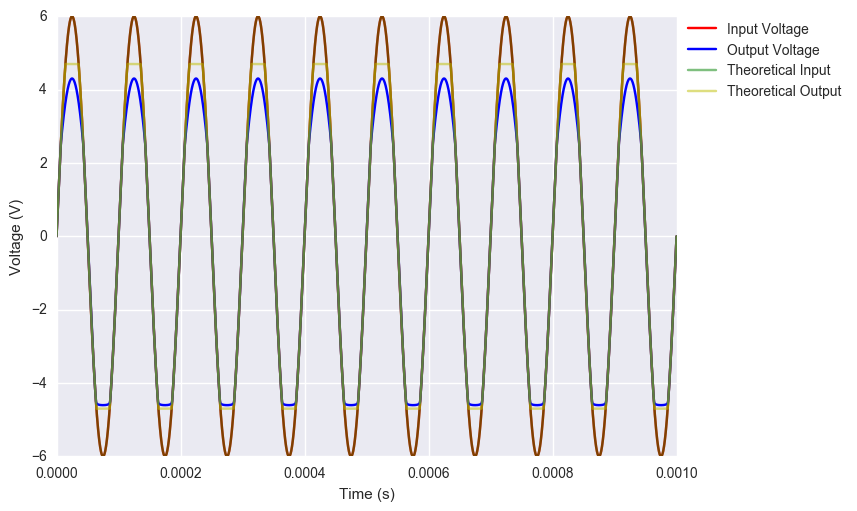 6
4
2
0
−2
−4
−6
0.0000
0.0002
0.0004
0.0006
0.0008
0.0010
Time (s)
Voltage (V)
Input Voltage
Output Voltage
Theoretical Input
Theoretical Output